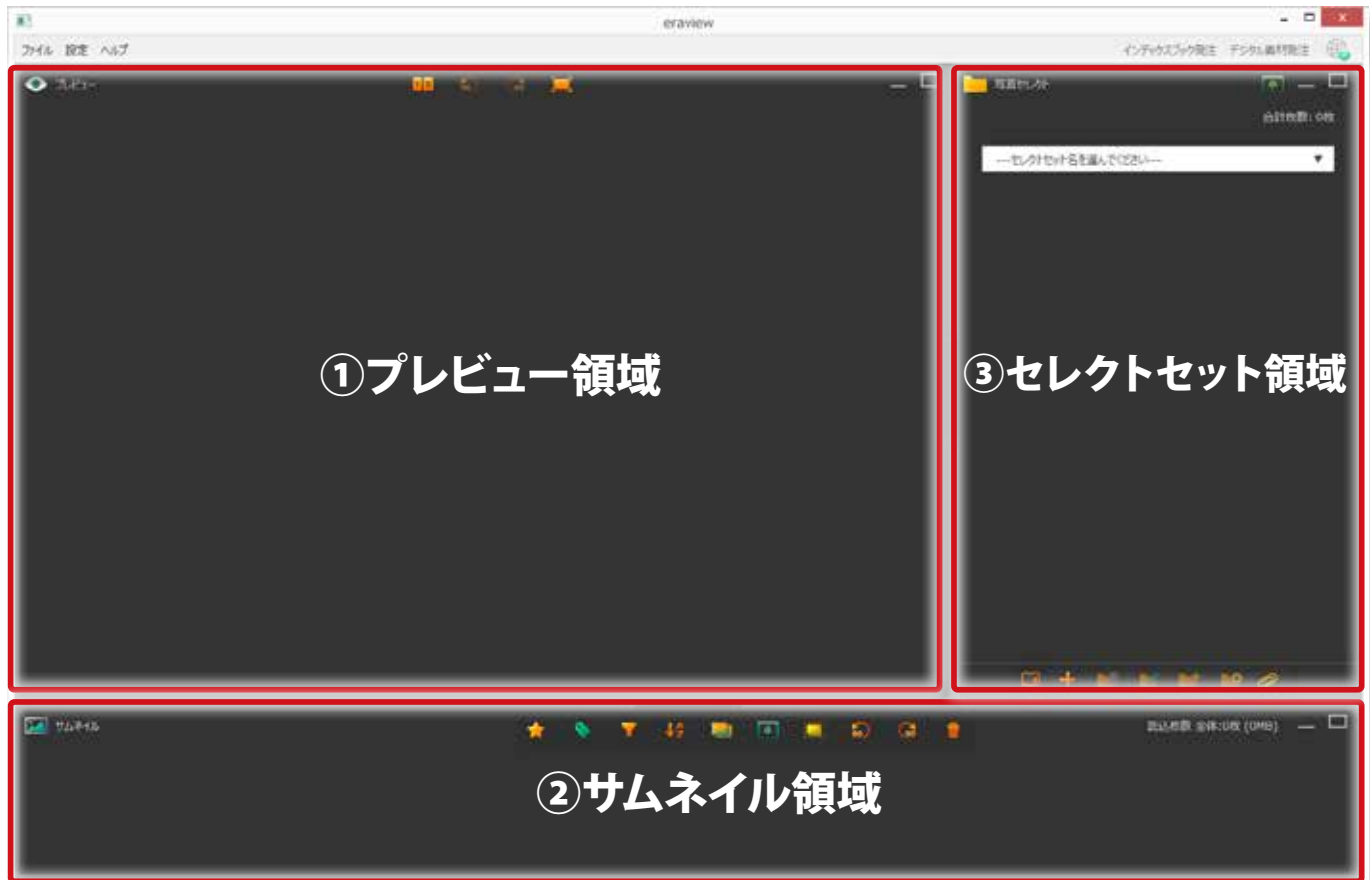 eraview
ファイル 設定 ヘルプ
インデックスブック発注 デジタル素材発注
プレビュー
写真セレクト
合計枚数: 0枚
---セレクトセット名を選んでください---
①プレビュー領域
③セレクトセット領域
サムネイル
読込枚数 全体:0枚 (0MB)
②サムネイル領域